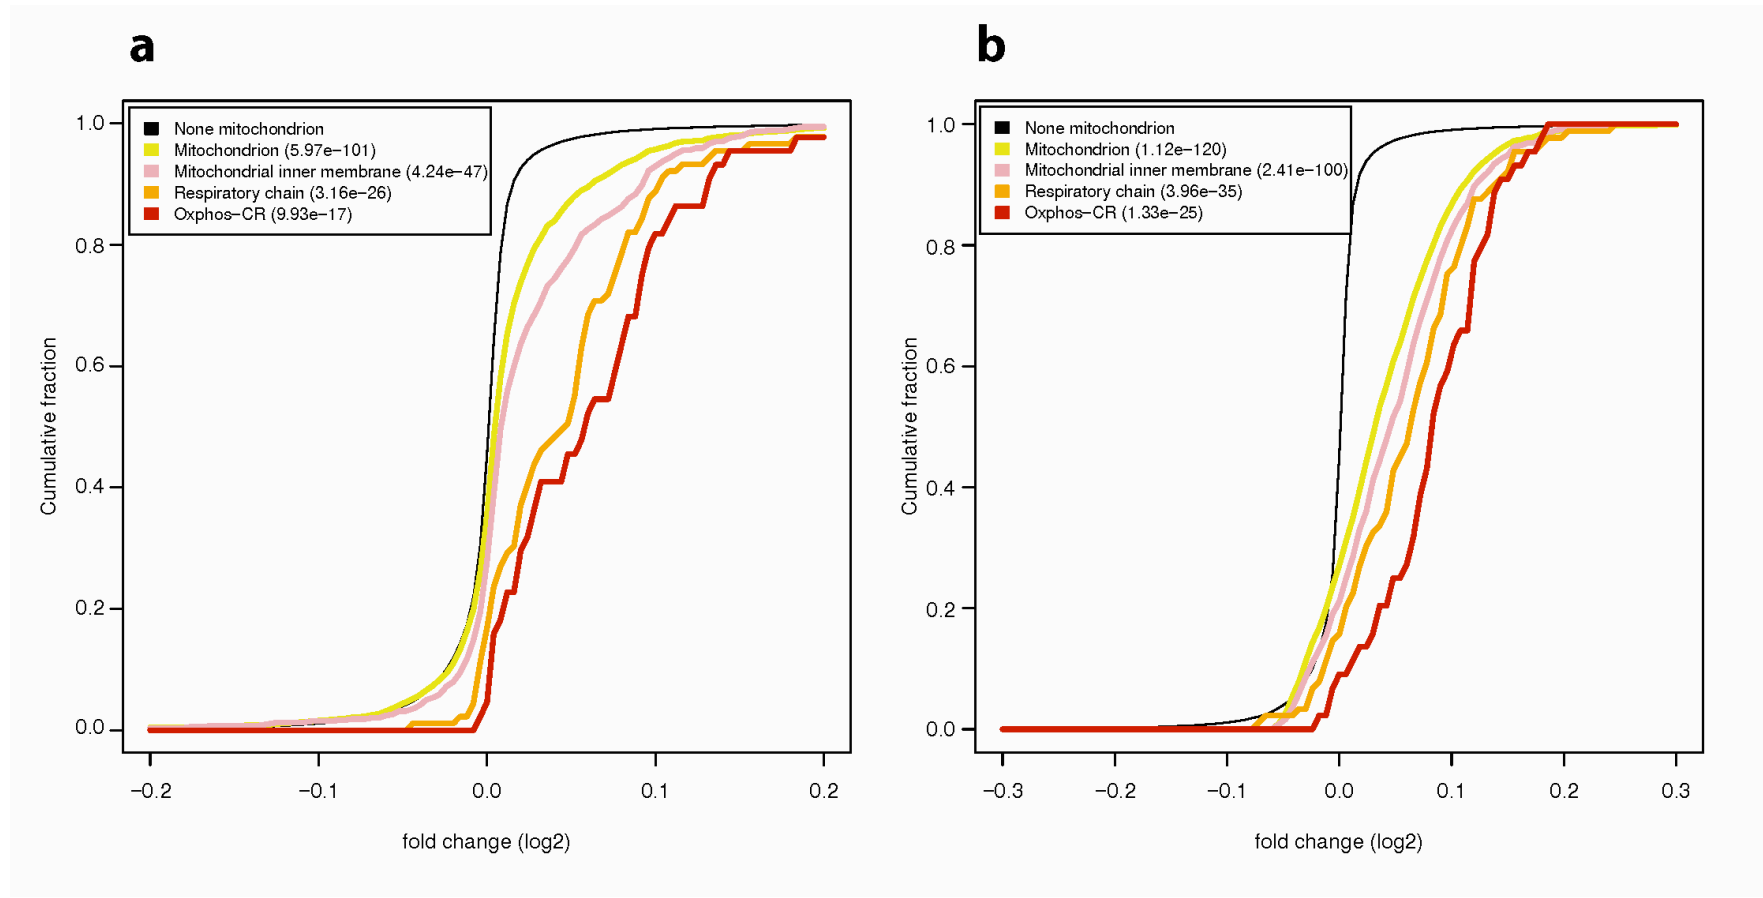 a
None mitochondrion
Mitochondrion (5.97e−101)
Mitochondrial inner membrane (4.24e−47)
Respiratory chain (3.16e−26)
Oxphos−CR (9.93e−17)
1.0
0.8
0.6
0.4
0.2
0.0
Cumulative fraction
−0.2 −0.1 0.0 0.1 0.2
fold change (log2)
b
None mitochondrion
Mitochondrion (1.12e−120)
Mitochondrial inner membrane (2.41e−100)
Respiratory chain (3.96e−35)
Oxphos−CR (1.33e−25)
1.0
0.8
0.6
0.4
0.2
0.0
Cumulative fraction
−0.3 −0.2 −0.1 0.0 0.1 0.2 0.3
fold change (log2)